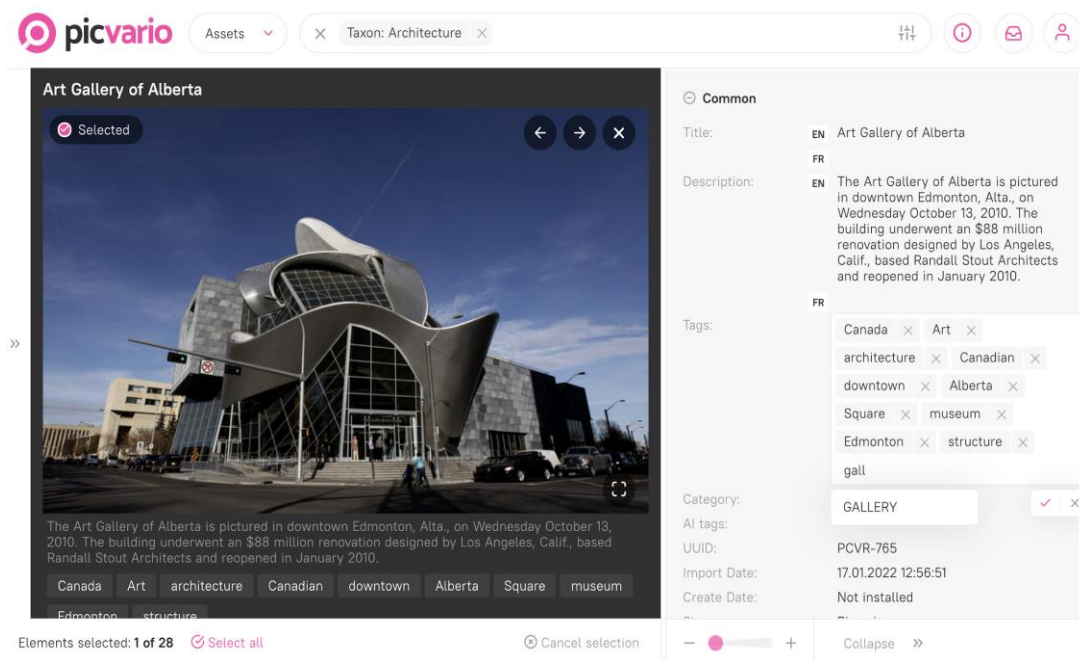 picvario
Assets
Taxon: Architecture
Art Gallery of Alberta
Selected
The Art Gallery of Alberta is pictured in downtown Edmonton, Alta., on Wednesday October 13,
2010. The building underwent an $88 million renovation designed by Los Angeles, Calif., based
Randall Stout Architects and reopened in January 2010.
Canada Art architecture Canadian downtown Alberta Square museum
Edmonton structure
Elements selected: 1 of 28 Select all Cancel selection
Common
Title: EN Art Gallery of Alberta
FR
Description: EN The Art Gallery of Alberta is pictured
in downtown Edmonton, Alta., on
Wednesday October 13, 2010. The
building underwent an $88 million
renovation designed by Los Angeles,
Calif., based Randall Stout Architects
and reopened in January 2010.
FR
Tags: Canada Art
architecture Canadian
downtown Alberta
Square museum
Edmonton structure
gall
Category: GALLERY
AI tags:
UUID: PCVR-765
Import Date: 17.01.2022 12:56:51
Create Date: Not installed
Collapse